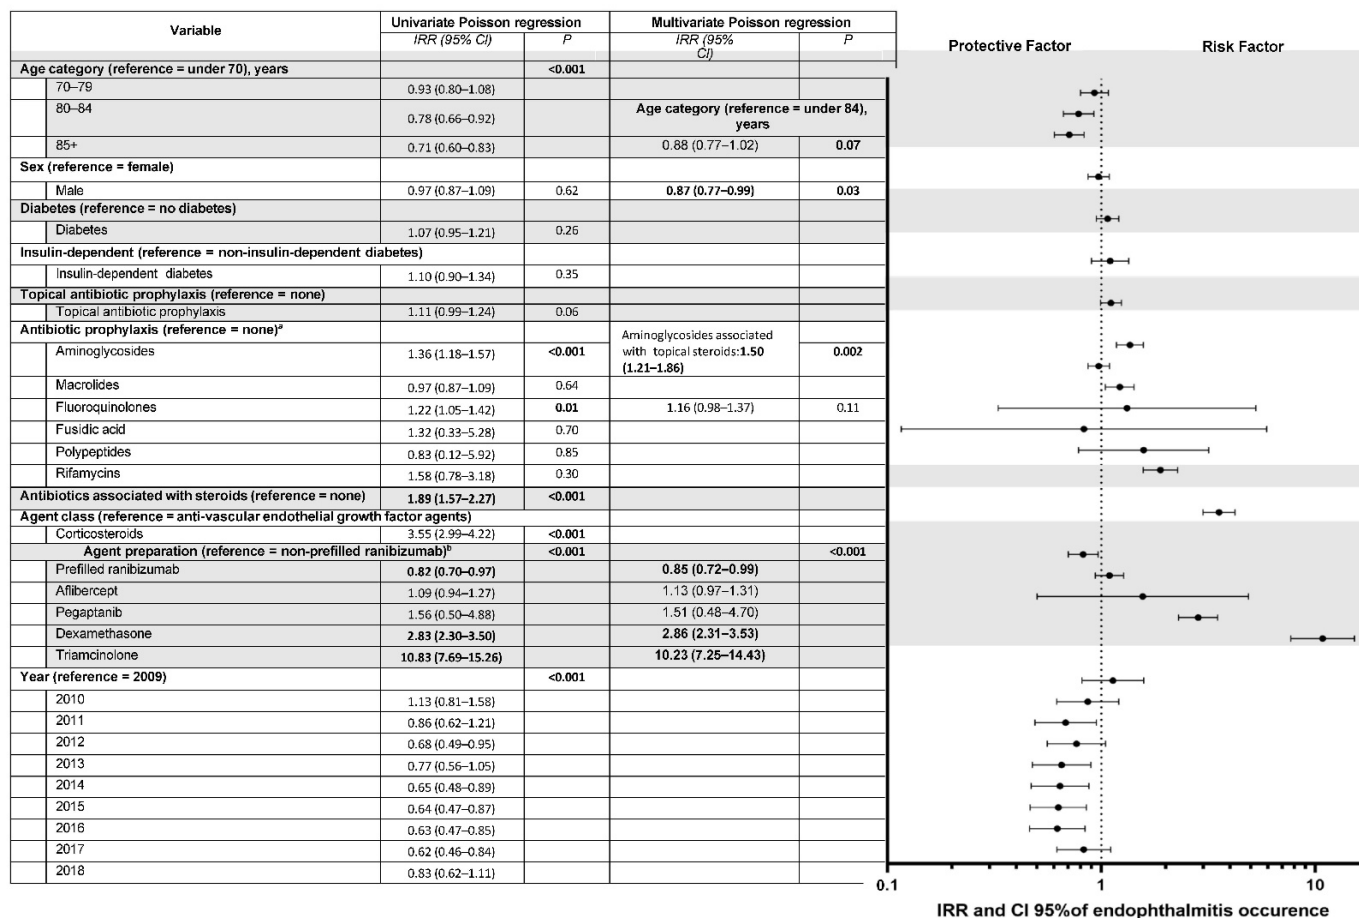 Variable Univariate Poisson regression Multivariate Poisson regression
IRR (95% CI) P IRR (95% CI) P
Protective Factor Risk Factor
Age category (reference = under 70), years <0.001
70–79 0.93 (0.80–1.08)
80–84 0.78 (0.66–0.92) Age category (reference = under 84), years
85+ 0.71 (0.60–0.83) 0.88 (0.77–1.02) 0.07
Sex (reference = female)
Male 0.97 (0.87–1.09) 0.62 0.87 (0.77–0.99) 0.03
Diabetes (reference = no diabetes)
Diabetes 1.07 (0.95–1.21) 0.26
Insulin-dependent (reference = non-insulin-dependent diabetes)
Insulin-dependent diabetes 1.10 (0.90–1.34) 0.35
Topical antibiotic prophylaxis (reference = none)
Topical antibiotic prophylaxis 1.11 (0.99–1.24) 0.06
Antibiotic prophylaxis (reference = none)a
Aminoglycosides 1.36 (1.18–1.57) <0.001 Aminoglycosides associated with topical steroids:1.50 (1.21–1.86) 0.002
Macrolides 0.97 (0.87–1.09) 0.64
Fluoroquinolones 1.22 (1.05–1.42) 0.01 1.16 (0.98–1.37) 0.11
Fusidic acid 1.32 (0.33–5.28) 0.70
Polypeptides 0.83 (0.12–5.92) 0.85
Rifamycins 1.58 (0.78–3.18) 0.30
Antibiotics associated with steroids (reference = none) 1.89 (1.57–2.27) <0.001
Agent class (reference = anti-vascular endothelial growth factor agents)
Corticosteroids 3.55 (2.99–4.22) <0.001
Agent preparation (reference = non-prefilled ranibizumab)b <0.001 <0.001
Prefilled ranibizumab 0.82 (0.70–0.97) 0.85 (0.72–0.99)
Aflibercept 1.09 (0.94–1.27) 1.13 (0.97–1.31)
Pegaptanib 1.56 (0.50–4.88) 1.51 (0.48–4.70)
Dexamethasone 2.83 (2.30–3.50) 2.86 (2.31–3.53)
Triamcinolone 10.83 (7.69–15.26) 10.23 (7.25–14.43)
Year (reference = 2009) <0.001
2010 1.13 (0.81–1.58)
2011 0.86 (0.62–1.21)
2012 0.68 (0.49–0.95)
2013 0.77 (0.56–1.05)
2014 0.65 (0.48–0.89)
2015 0.64 (0.47–0.87)
2016 0.63 (0.47–0.85)
2017 0.62 (0.46–0.84)
2018 0.83 (0.62–1.11)
0.1 1 10
IRR and CI 95%of endophthalmitis occurence